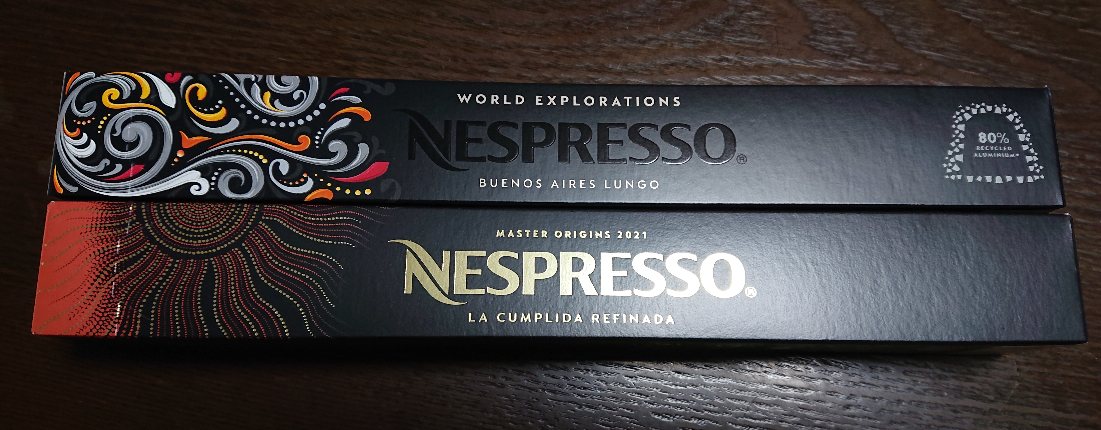 WORLD EXPLORATIONS
NESPRESSO®
BUENOS AIRES LUNGO
80%
RECYCLED
ALUMINIUM*
MASTER ORIGINS 2021
NESPRESSO®
LA CUMPLIDA REFINADA